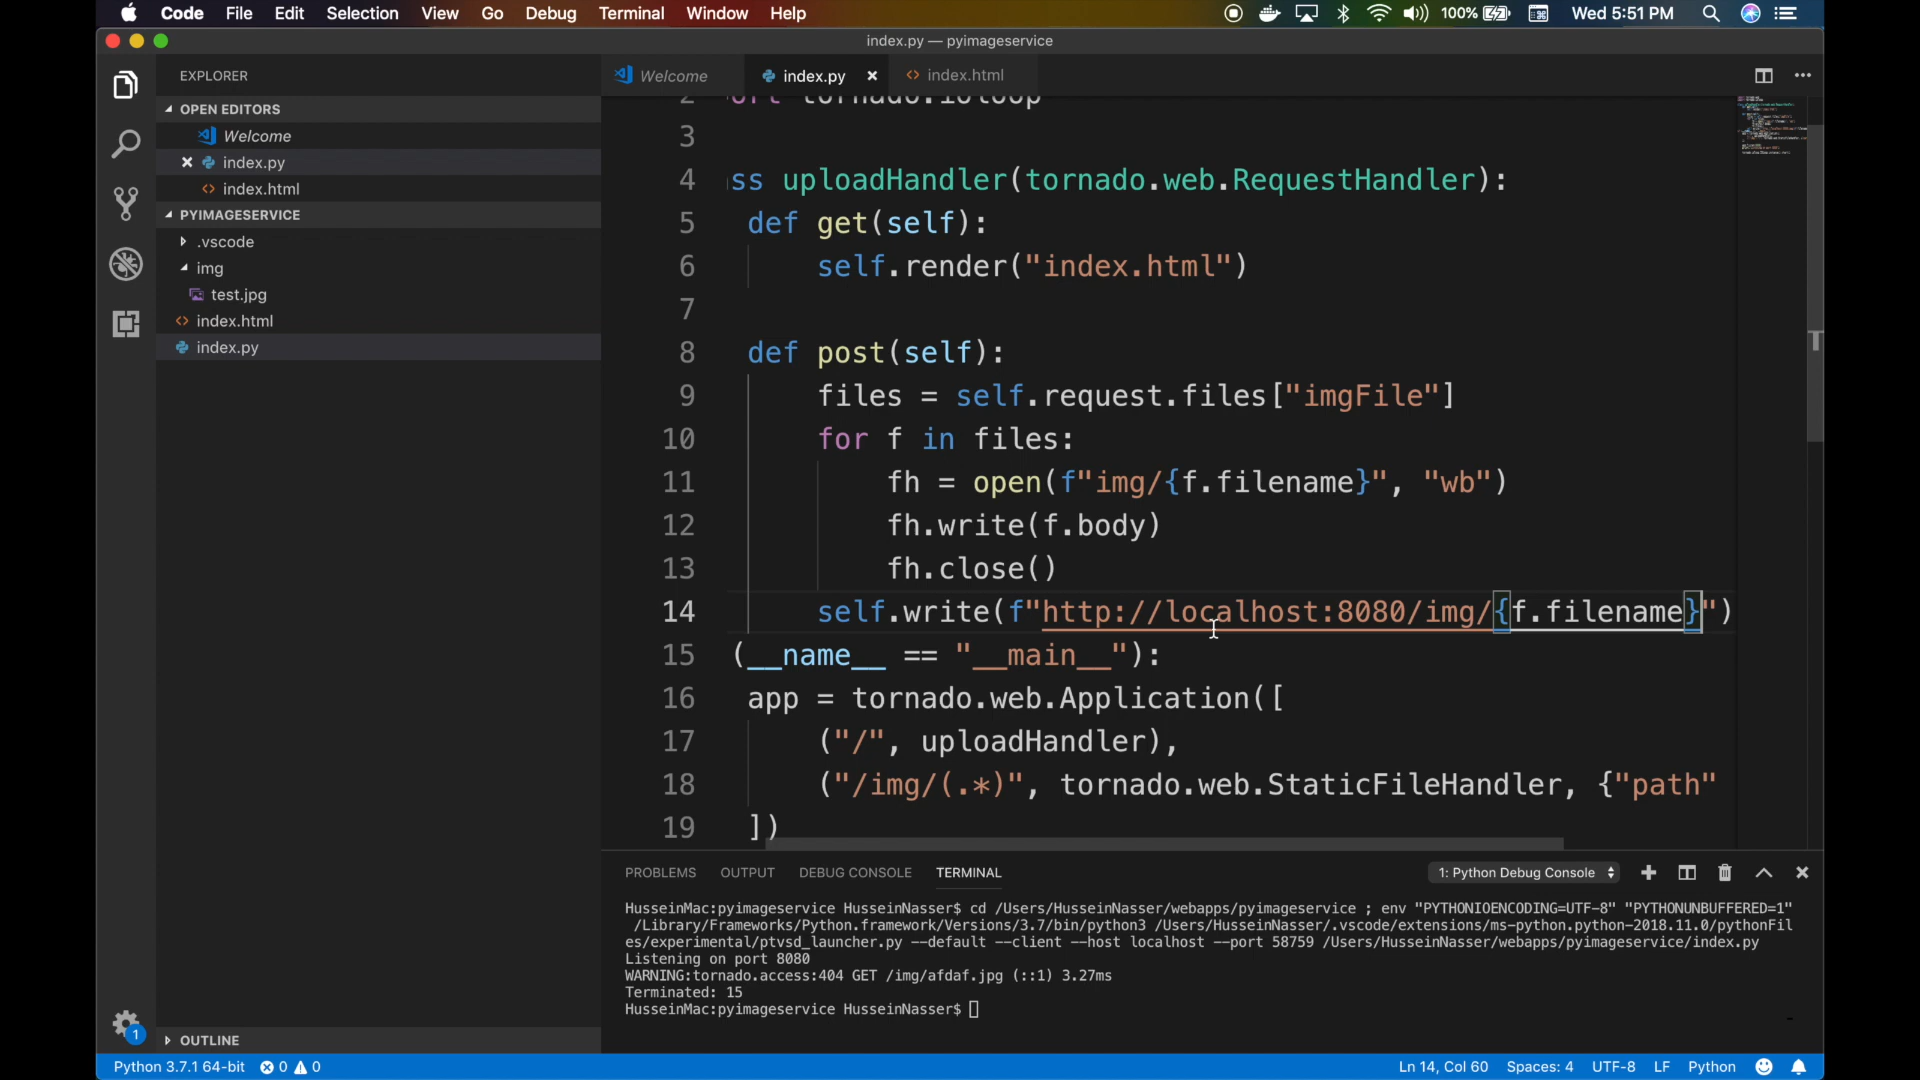 Code File Edit Selection View Go Debug Terminal Window Help 100% Wed 5:51 PM
index.py — pyimageservice
EXPLORER
Welcome index.py index.html
OPEN EDITORS
Welcome
index.py
index.html
PYIMAGESERVICE
.vscode
img
test.jpg
index.html
index.py
OUTLINE
2 ort tornado.ioloop
3
4 ss uploadHandler(tornado.web.RequestHandler):
5 def get(self):
6 self.render("index.html")
7
8 def post(self):
9 files = self.request.files["imgFile"]
10 for f in files:
11 fh = open(f"img/{f.filename}", "wb")
12 fh.write(f.body)
13 fh.close()
14 self.write(f"http://localhost:8080/img/{f.filename}")
15 (__name__ == "__main__"):
16 app = tornado.web.Application([
17 ("/", uploadHandler),
18 ("/img/(.*)", tornado.web.StaticFileHandler, {"path"
19 ])
PROBLEMS OUTPUT DEBUG CONSOLE TERMINAL 1: Python Debug Console
HusseinMac:pyimageservice HusseinNasser$ cd /Users/HusseinNasser/webapps/pyimageservice ; env "PYTHONIOENCODING=UTF-8" "PYTHONUNBUFFERED=1"
/Library/Frameworks/Python.framework/Versions/3.7/bin/python3 /Users/HusseinNasser/.vscode/extensions/ms-python.python-2018.11.0/pythonFil
es/experimental/ptvsd_launcher.py --default --client --host localhost --port 58759 /Users/HusseinNasser/webapps/pyimageservice/index.py
Listening on port 8080
WARNING:tornado.access:404 GET /img/afdaf.jpg (::1) 3.27ms
Terminated: 15
HusseinMac:pyimageservice HusseinNasser$
1
Python 3.7.1 64-bit 0 0 Ln 14, Col 60 Spaces: 4 UTF-8 LF Python